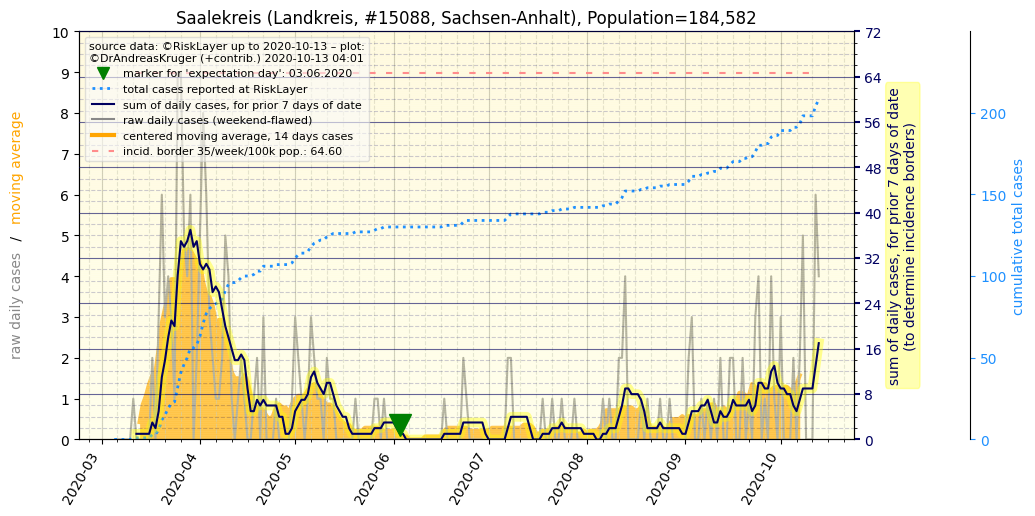 Saalekreis (Landkreis, #15088, Sachsen-Anhalt), Population=184,582
source data: ©RiskLayer up to 2020-10-13 – plot:
©DrAndreasKruger (+contrib.) 2020-10-13 04:01
marker for 'expectation day': 03.06.2020
total cases reported at RiskLayer
sum of daily cases, for prior 7 days of date
raw daily cases (weekend-flawed)
centered moving average, 14 days cases
incid. border 35/week/100k pop.: 64.60
raw daily cases / moving average
10
9
8
7
6
5
4
3
2
1
0
2020-03
2020-04
2020-05
2020-06
2020-07
2020-08
2020-09
2020-10
72
64
56
48
40
32
24
16
8
0
sum of daily cases, for prior 7 days of date
(to determine incidence borders)
200
150
100
50
0
cumulative total cases